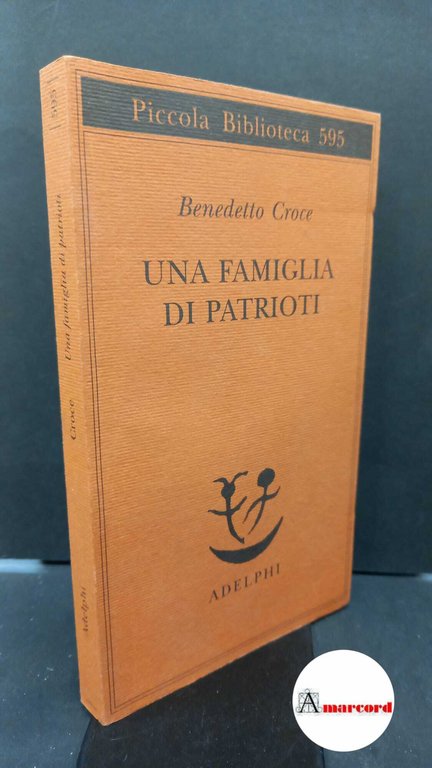 Piccola Biblioteca 595
Benedetto Croce
UNA FAMIGLIA
DI PATRIOTI
ADELPHI
595
Una famiglia di patrioti
Croce
Adelphi
Amarcord